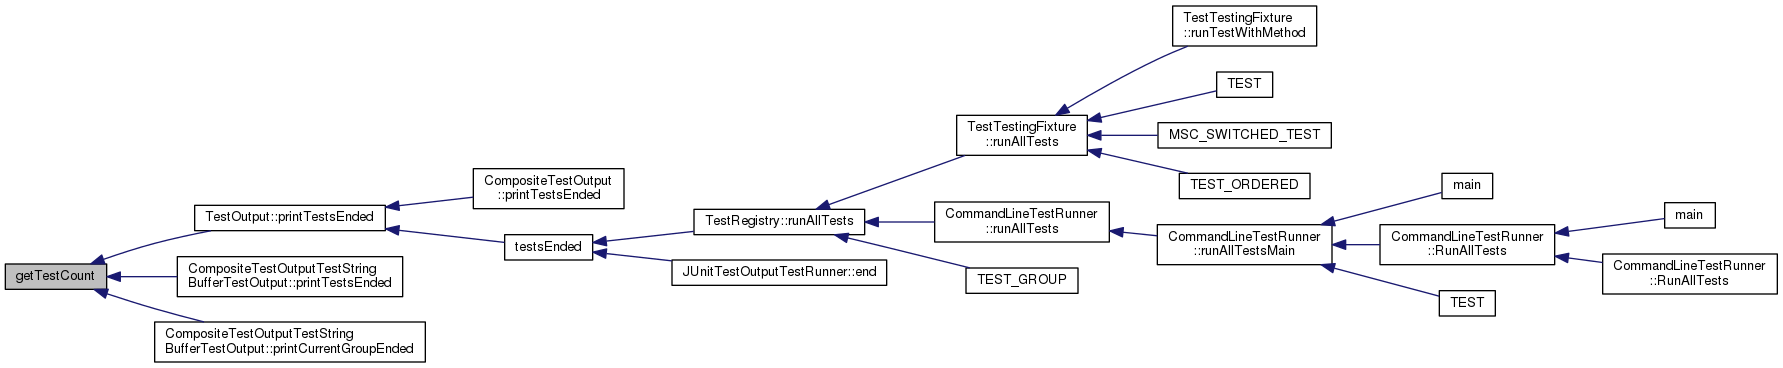 getTestCount
TestOutput::printTestsEnded
CompositeTestOutputTestString
BufferTestOutput::printTestsEnded
CompositeTestOutputTestString
BufferTestOutput::printCurrentGroupEnded
CompositeTestOutput
::printTestsEnded
testsEnded
TestRegistry::runAllTests
JUnitTestOutputTestRunner::end
TestTestingFixture
::runAllTests
CommandLineTestRunner
::runAllTests
TEST_GROUP
TestTestingFixture
::runTestWithMethod
TEST
MSC_SWITCHED_TEST
TEST_ORDERED
CommandLineTestRunner
::runAllTestsMain
main
CommandLineTestRunner
::RunAllTests
TEST
main
CommandLineTestRunner
::RunAllTests